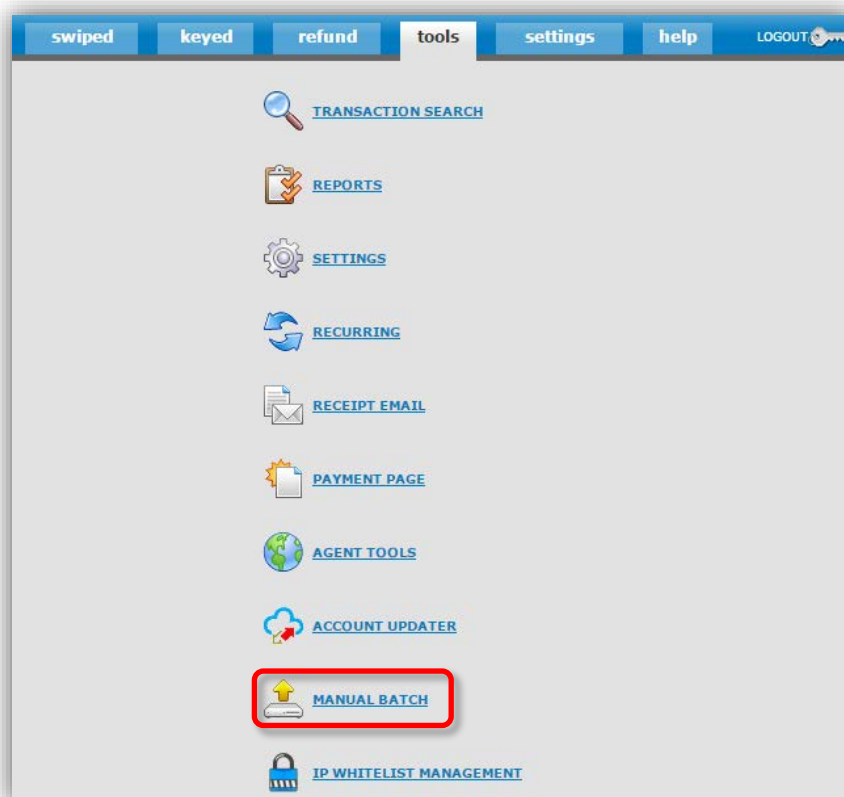 swiped keyed refund tools settings help LOGOUT
TRANSACTION SEARCH
REPORTS
SETTINGS
RECURRING
RECEIPT EMAIL
PAYMENT PAGE
AGENT TOOLS
ACCOUNT UPDATER
MANUAL BATCH
IP WHITELIST MANAGEMENT